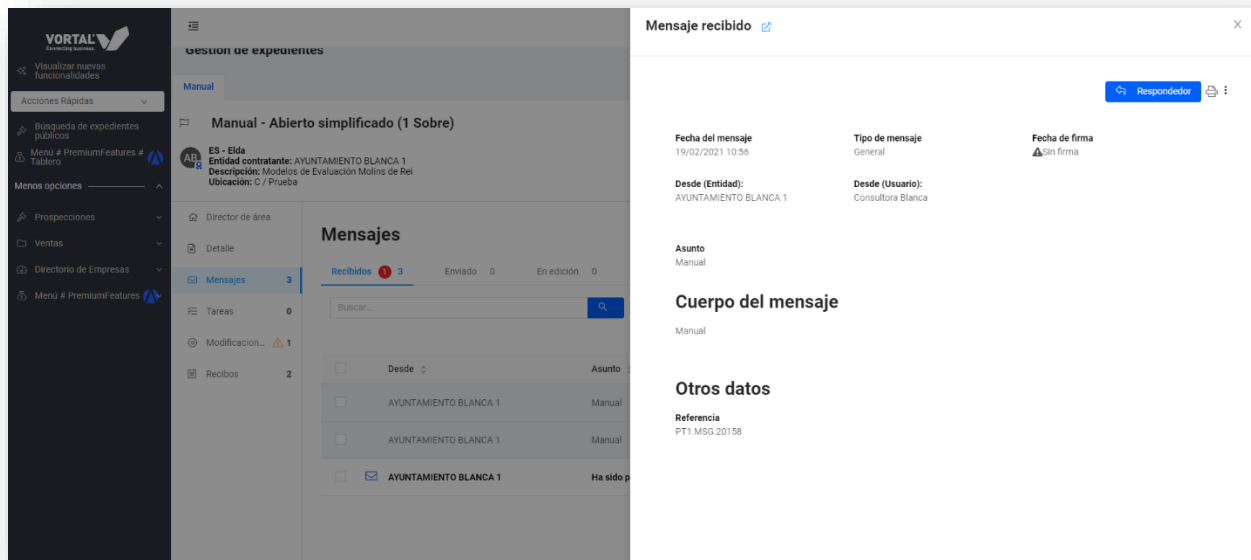 VORTAL
Connecting business.
Visualizar nuevas
funcionalidades
Acciones Rápidas
Búsqueda de expedientes
públicos
Menú # PremiumFeatures #
Tablero
Menos opciones
Prospecciones
Ventas
Directorio de Empresas
Menú # PremiumFeatures
Gestión de expedientes
Manual
Manual - Abierto simplificado (1 Sobre)
AB
ES - Elda
Entidad contratante: AYUNTAMIENTO BLANCA 1
Descripción: Modelos de Evaluación Molins de Rei
Ubicación: C / Prueba
Director de área
Detalle
Mensajes 3
Tareas 0
Modificacion... 1
Recibos 2
Mensajes
Recibidos 1 3 Enviado 0 En edición 0
Buscar...
Desde Asunto
AYUNTAMIENTO BLANCA 1 Manual
AYUNTAMIENTO BLANCA 1 Manual
AYUNTAMIENTO BLANCA 1 Ha sido p
Mensaje recibido
Respondedor
Fecha del mensaje Tipo de mensaje Fecha de firma
19/02/2021 10:56 General Sin firma
Desde (Entidad): Desde (Usuario):
AYUNTAMIENTO BLANCA 1 Consultora Blanca
Asunto
Manual
Cuerpo del mensaje
Manual
Otros datos
Referencia
PT1.MSG.20158